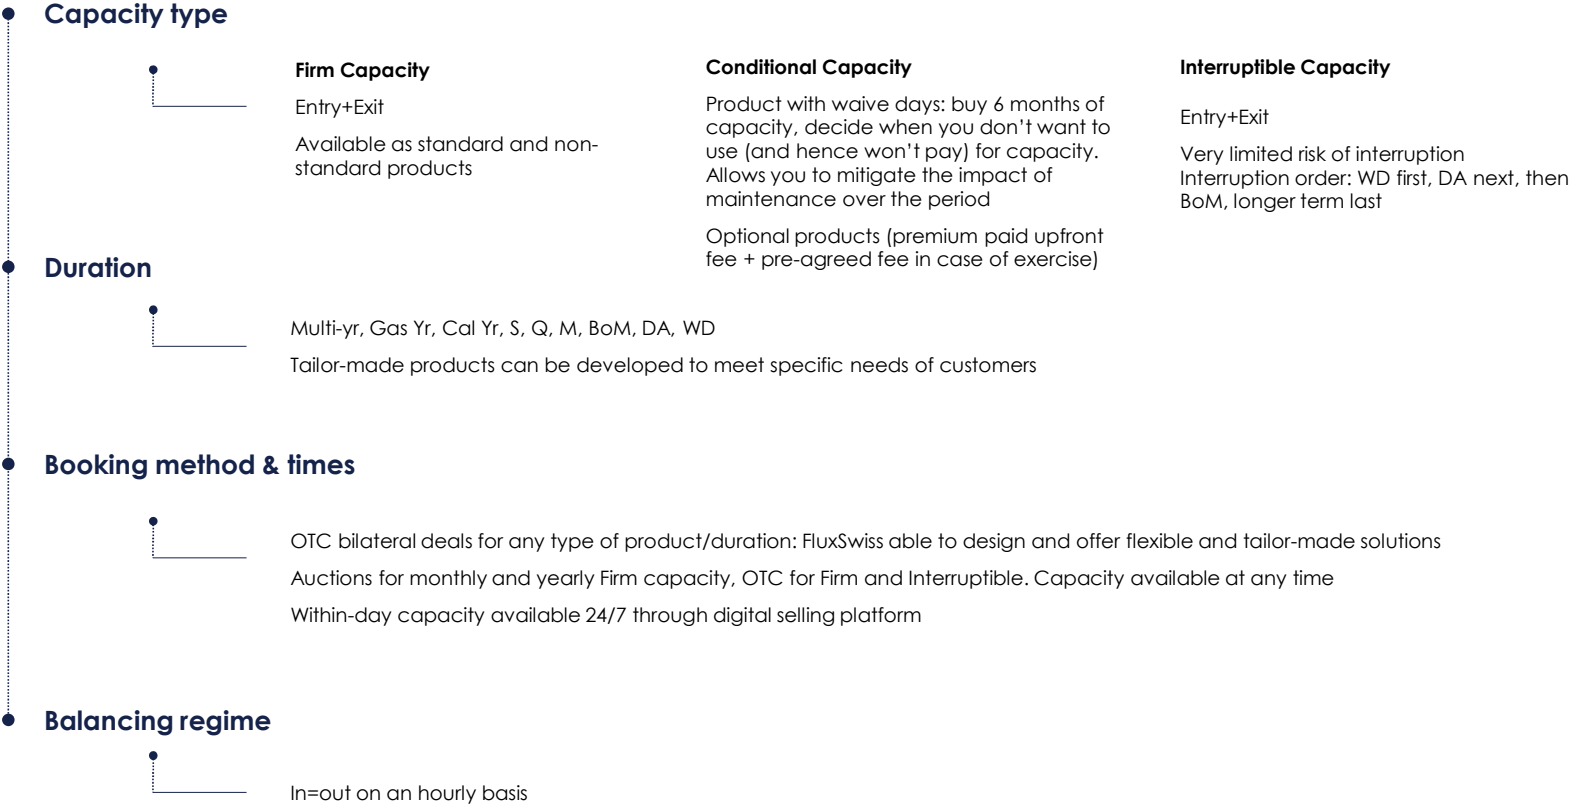 Capacity type
Firm Capacity
Entry+Exit
Available as standard and non-
standard products
Conditional Capacity
Product with waive days: buy 6 months of
capacity, decide when you don't want to
use (and hence won't pay) for capacity.
Allows you to mitigate the impact of
maintenance over the period
Optional products (premium paid upfront
fee + pre-agreed fee in case of exercise)
Interruptible Capacity
Entry+Exit
Very limited risk of interruption
Interruption order: WD first, DA next, then
BoM, longer term last
Duration
Multi-yr, Gas Yr, Cal Yr, S, Q, M, BoM, DA, WD
Tailor-made products can be developed to meet specific needs of customers
Booking method & times
OTC bilateral deals for any type of product/duration: FluxSwiss able to design and offer flexible and tailor-made solutions
Auctions for monthly and yearly Firm capacity, OTC for Firm and Interruptible. Capacity available at any time
Within-day capacity available 24/7 through digital selling platform
Balancing regime
In=out on an hourly basis